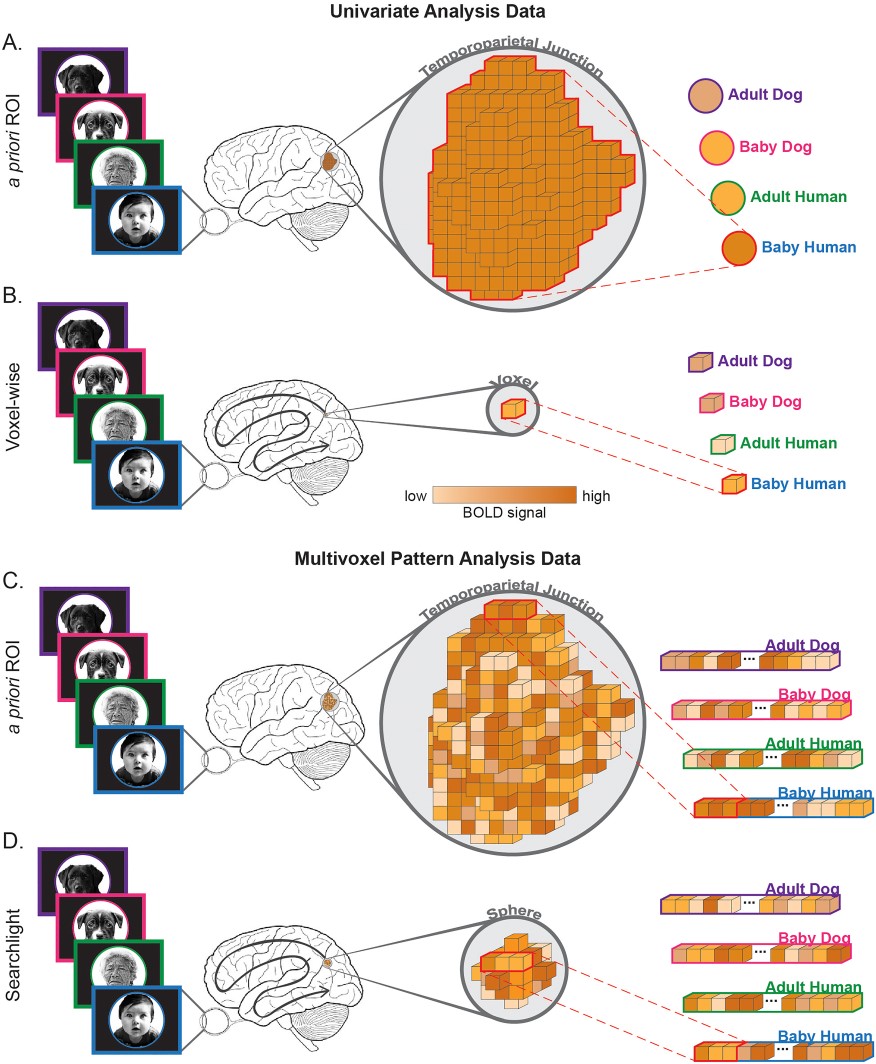 Univariate Analysis Data
A.
a priori ROI
Temporoparietal Junction
Adult Dog
Baby Dog
Adult Human
Baby Human
B.
Voxel-wise
Voxel
Adult Dog
Baby Dog
Adult Human
Baby Human
low high
BOLD signal
Multivoxel Pattern Analysis Data
C.
a priori ROI
Temporoparietal Junction
Adult Dog
...
Baby Dog
...
Adult Human
...
Baby Human
...
D.
Searchlight
Sphere
Adult Dog
...
Baby Dog
...
Adult Human
...
Baby Human
...